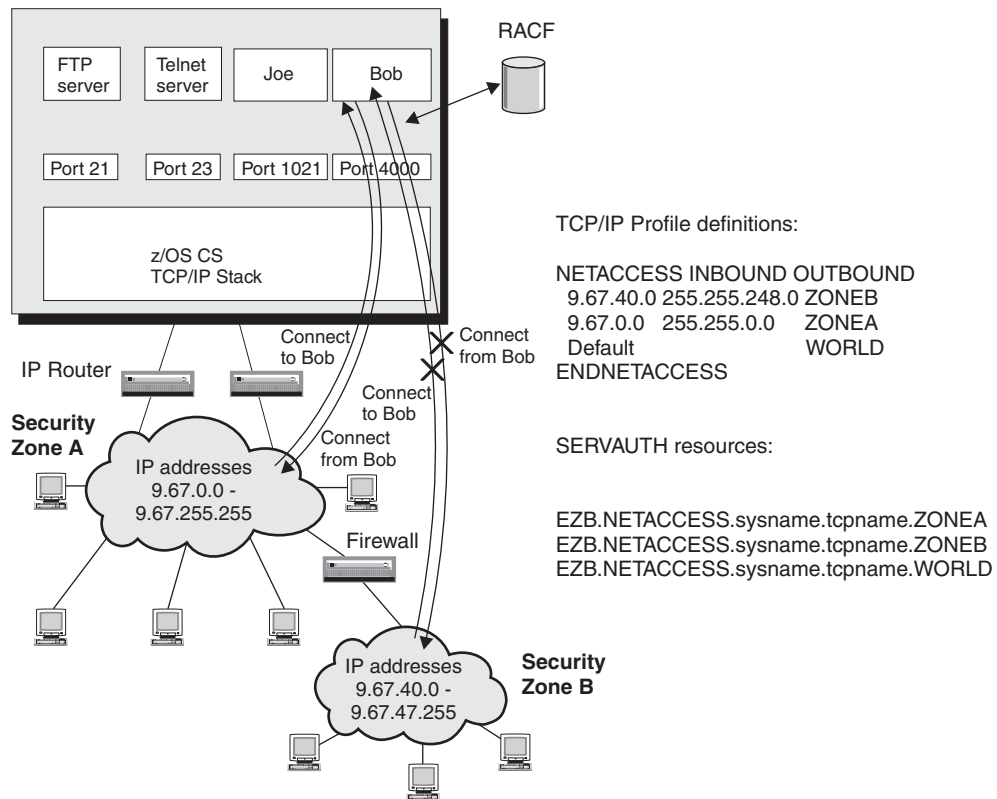 RACF
FTP
server
Telnet
server
Joe
Bob
Port 21
Port 23
Port 1021
Port 4000
z/OS CS
TCP/IP Stack
TCP/IP Profile definitions:
NETACCESS INBOUND OUTBOUND
9.67.40.0 255.255.248.0 ZONEB
9.67.0.0 255.255.0.0 ZONEA
Default WORLD
ENDNETACCESS
SERVAUTH resources:
EZB.NETACCESS.sysname.tcpname.ZONEA
EZB.NETACCESS.sysname.tcpname.ZONEB
EZB.NETACCESS.sysname.tcpname.WORLD
Connect
to Bob
Connect
from Bob
IP Router
Connect
to Bob
Security
Zone A
Connect
from Bob
IP addresses
9.67.0.0 -
9.67.255.255
Firewall
IP addresses
9.67.40.0 -
9.67.47.255
Security
Zone B